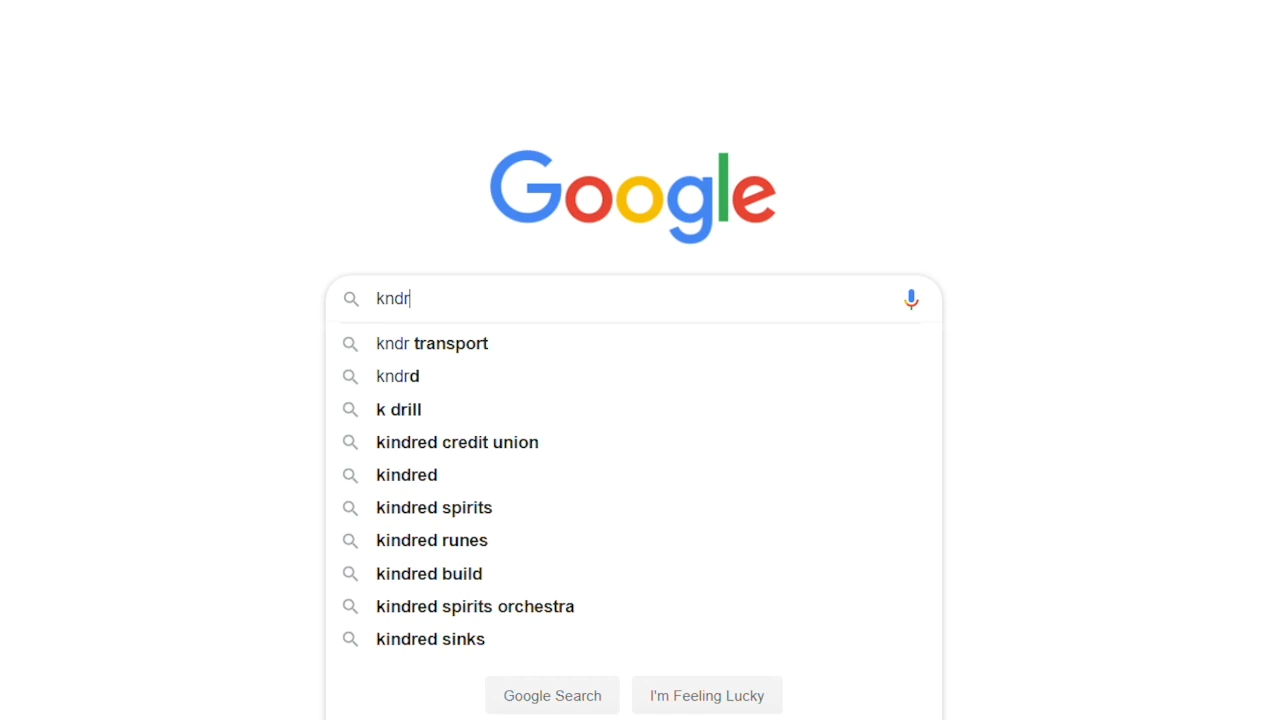 Google
kndr
kndr transport
kndrd
k drill
kindred credit union
kindred
kindred spirits
kindred runes
kindred build
kindred spirits orchestra
kindred sinks
Google Search
I'm Feeling Lucky